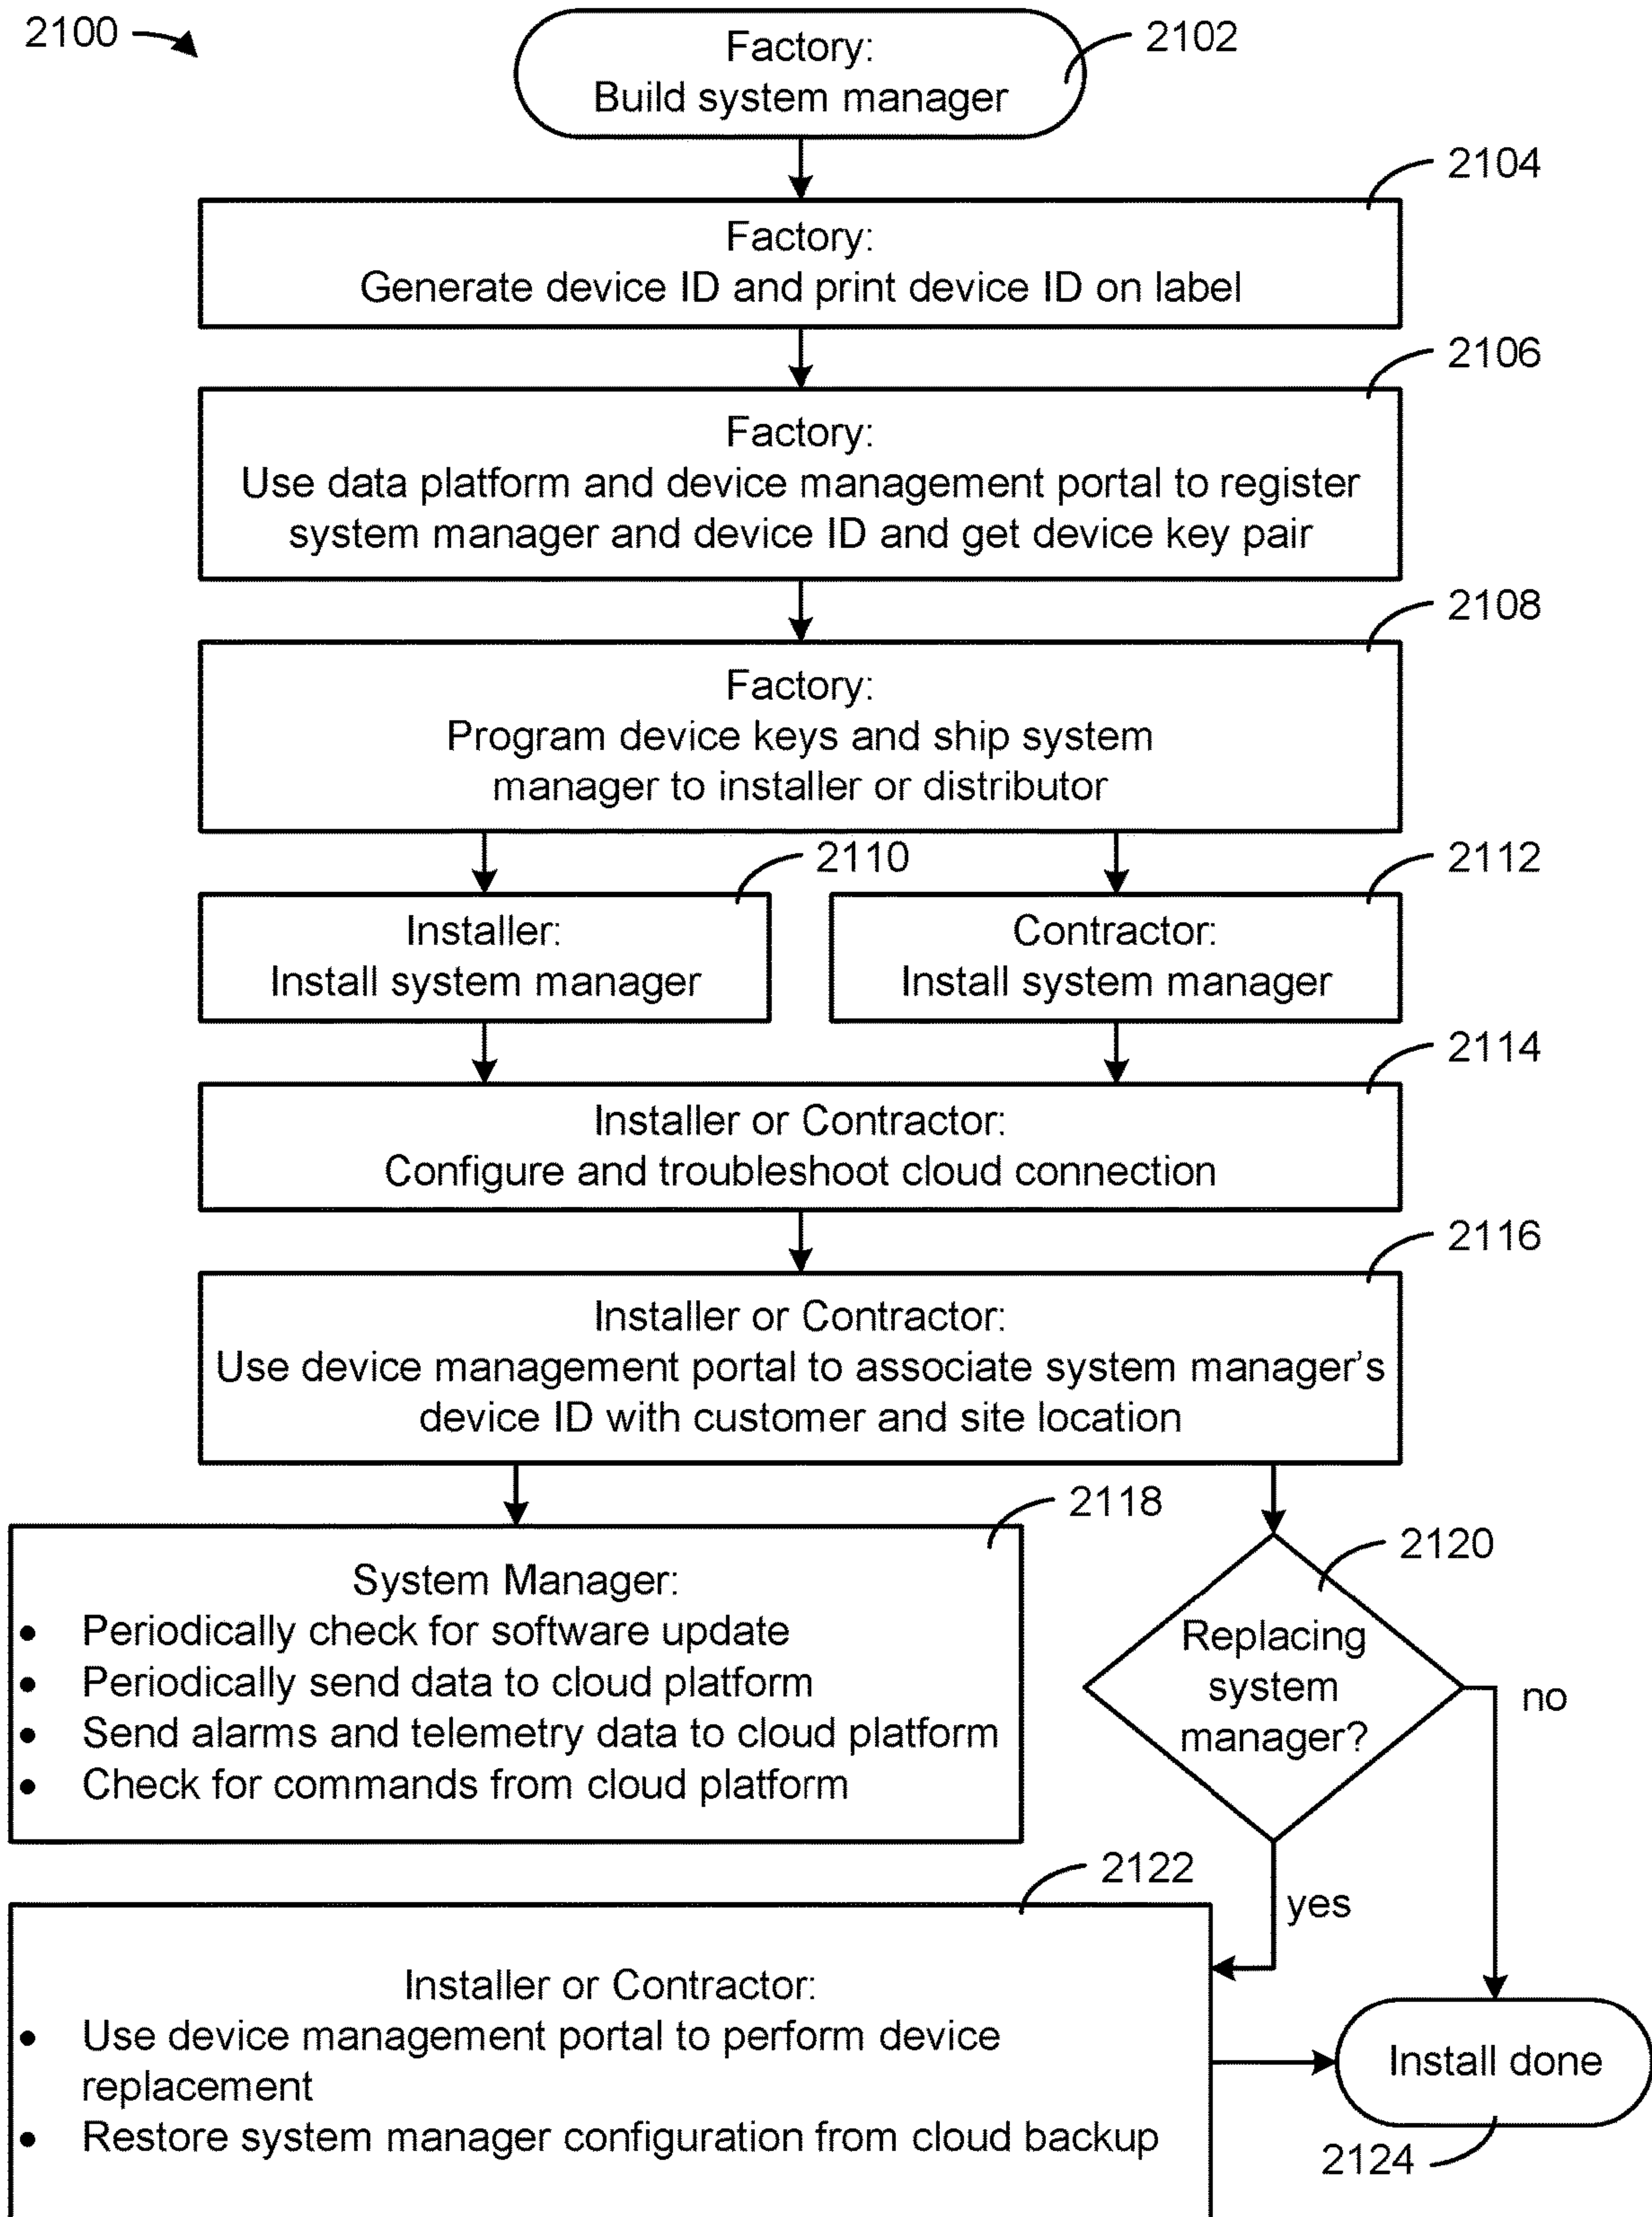 2100
Factory:
Build system manager
2102
2104
Factory:
Generate device ID and print device ID on label
2106
Factory:
Use data platform and device management portal to register
system manager and device ID and get device key pair
2108
Factory:
Program device keys and ship system
manager to installer or distributor
2110
Installer:
Install system manager
2112
Contractor:
Install system manager
2114
Installer or Contractor:
Configure and troubleshoot cloud connection
2116
Installer or Contractor:
Use device management portal to associate system manager's
device ID with customer and site location
2118
System Manager:
• Periodically check for software update
• Periodically send data to cloud platform
• Send alarms and telemetry data to cloud platform
• Check for commands from cloud platform
2120
Replacing
system
manager?
no
yes
2122
Installer or Contractor:
• Use device management portal to perform device
replacement
• Restore system manager configuration from cloud backup
Install done
2124